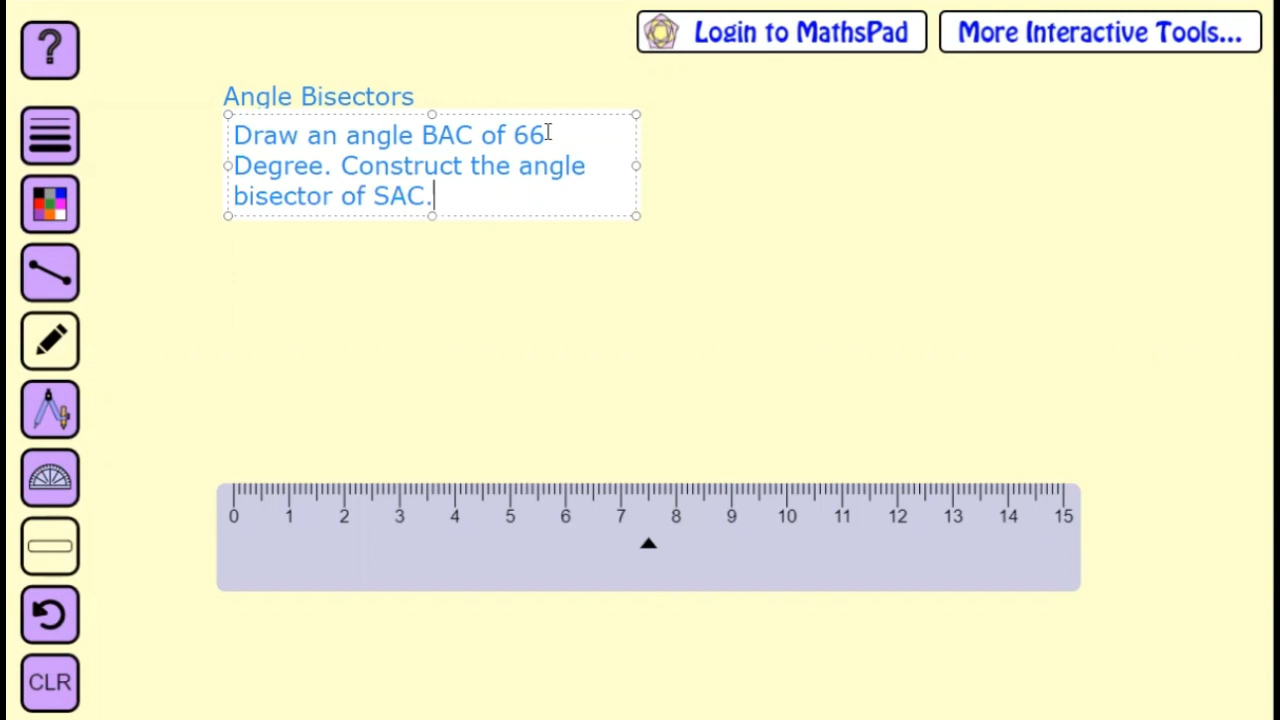 Login to MathsPad
More Interactive Tools...
?
Angle Bisectors
Draw an angle BAC of 66
Degree. Construct the angle
bisector of SAC.
0 1 2 3 4 5 6 7 8 9 10 11 12 13 14 15
CLR